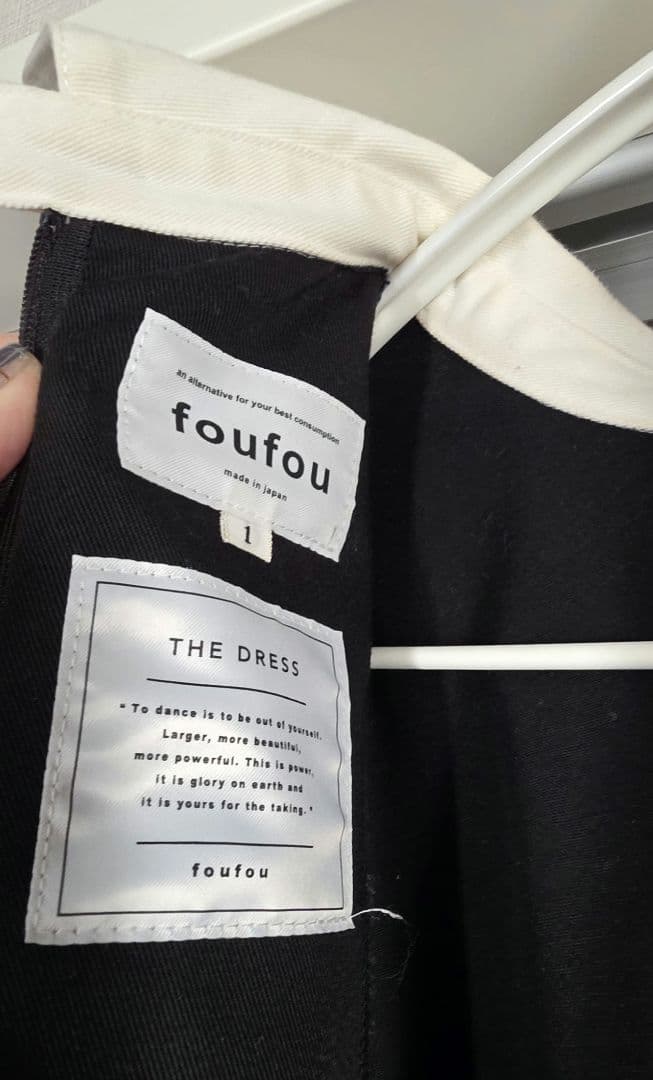 an alternative for your best consumption
foufou
made in japan
1
THE DRESS
"To dance is to be out of yourself.
Larger, more beautiful,
more powerful. This is power,
it is glory on earth and
it is yours for the taking."
foufou